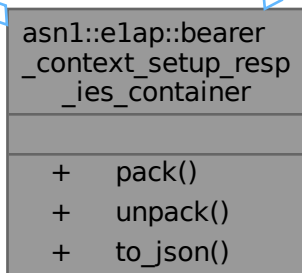 asn1::e1ap::bearer
_context_setup_resp
_ies_container
+ pack()
+ unpack()
+ to_json()